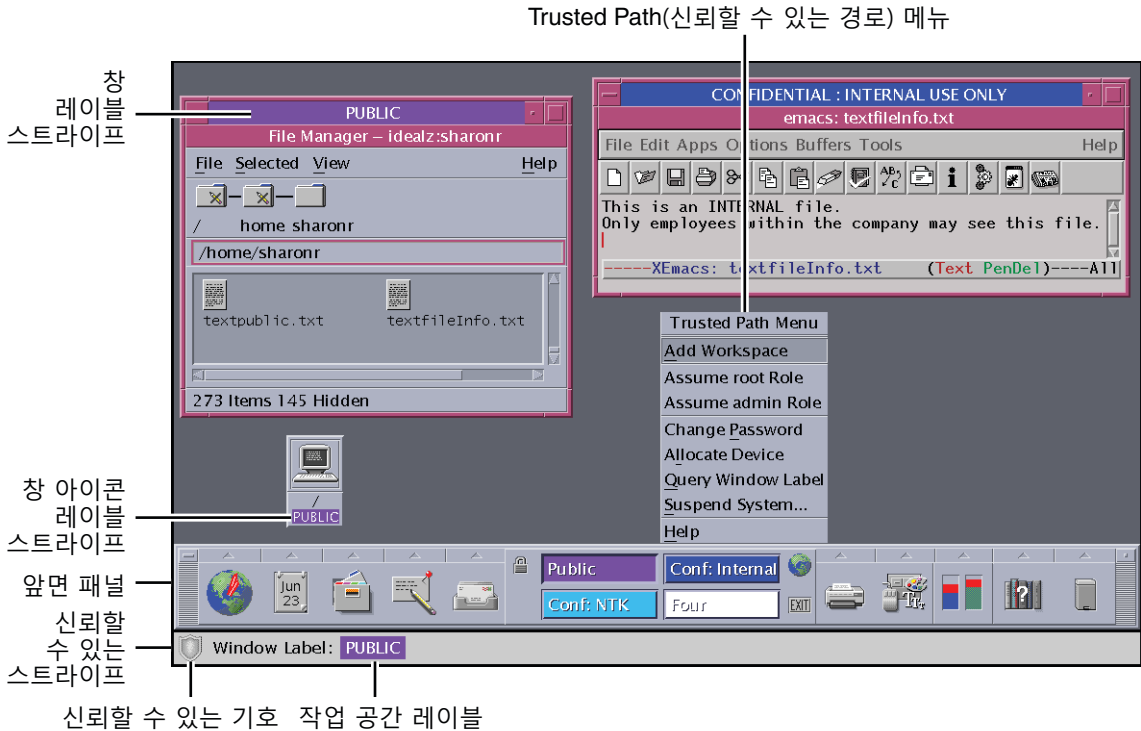 Trusted Path(신뢰할 수 있는 경로) 메뉴
창
레이블
스트라이프
PUBLIC
File Manager – idealz:sharonr
File Selected View Help
/ home sharonr
/home/sharonr
textpublic.txt textfileInfo.txt
273 Items 145 Hidden
CONFIDENTIAL : INTERNAL USE ONLY
emacs: textfileInfo.txt
File Edit Apps Options Buffers Tools Help
This is an INTERNAL file.
Only employees within the company may see this file.
-----XEmacs: textfileInfo.txt (Text PenDel)----All
Trusted Path Menu
Add Workspace
Assume root Role
Assume admin Role
Change Password
Allocate Device
Query Window Label
Suspend System...
Help
창 아이콘
레이블
스트라이프
/
PUBLIC
앞면 패널
Jun
23
Public
Conf: Internal
Conf: NTK
Four
EXIT
신뢰할
수 있는
스트라이프
Window Label: PUBLIC
신뢰할 수 있는 기호 작업 공간 레이블